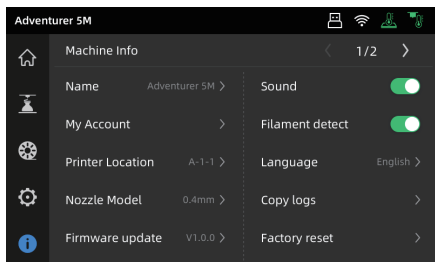 Adventurer 5M
Machine Info 1/2
Name Adventurer 5M
My Account
Printer Location A-1-1
Nozzle Model 0.4mm
Firmware update V1.0.0
Sound
Filament detect
Language English
Copy logs
Factory reset